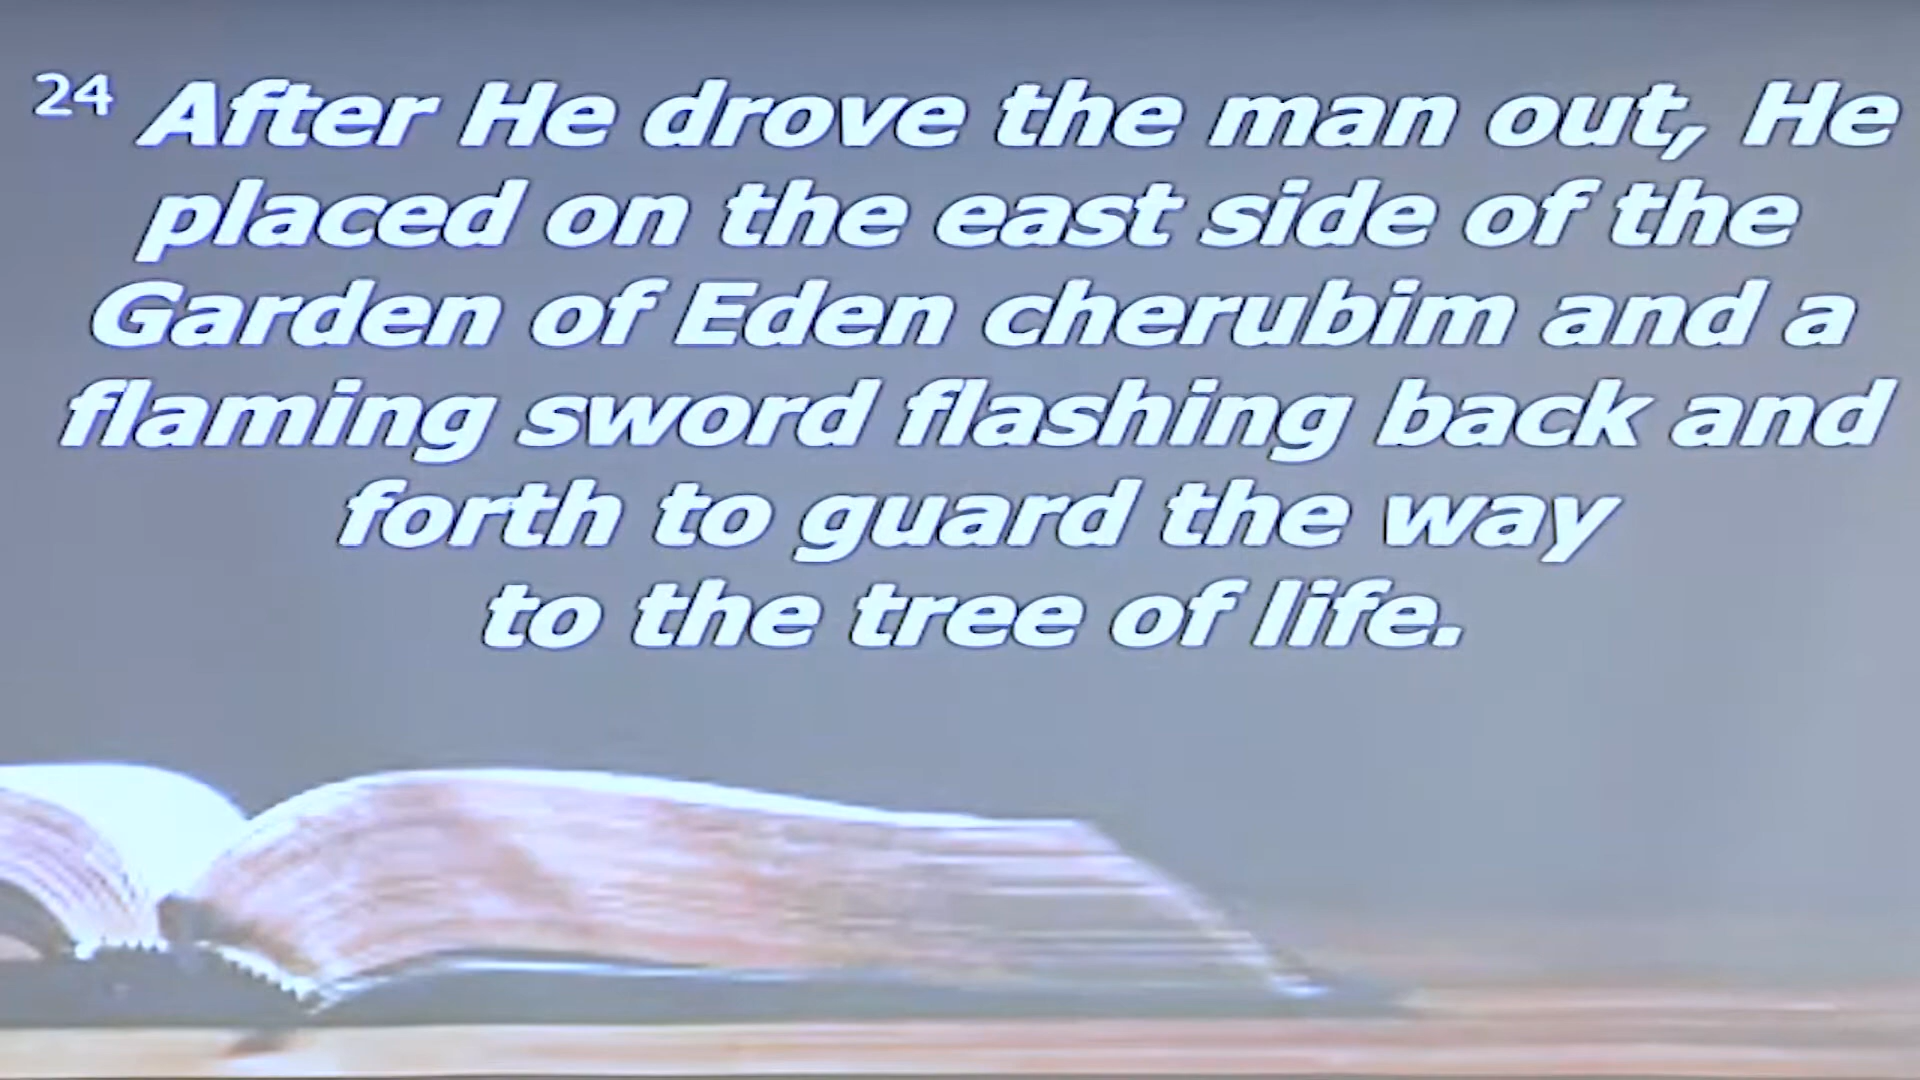 24 After He drove the man out, He
placed on the east side of the
Garden of Eden cherubim and a
flaming sword flashing back and
forth to guard the way
to the tree of life.